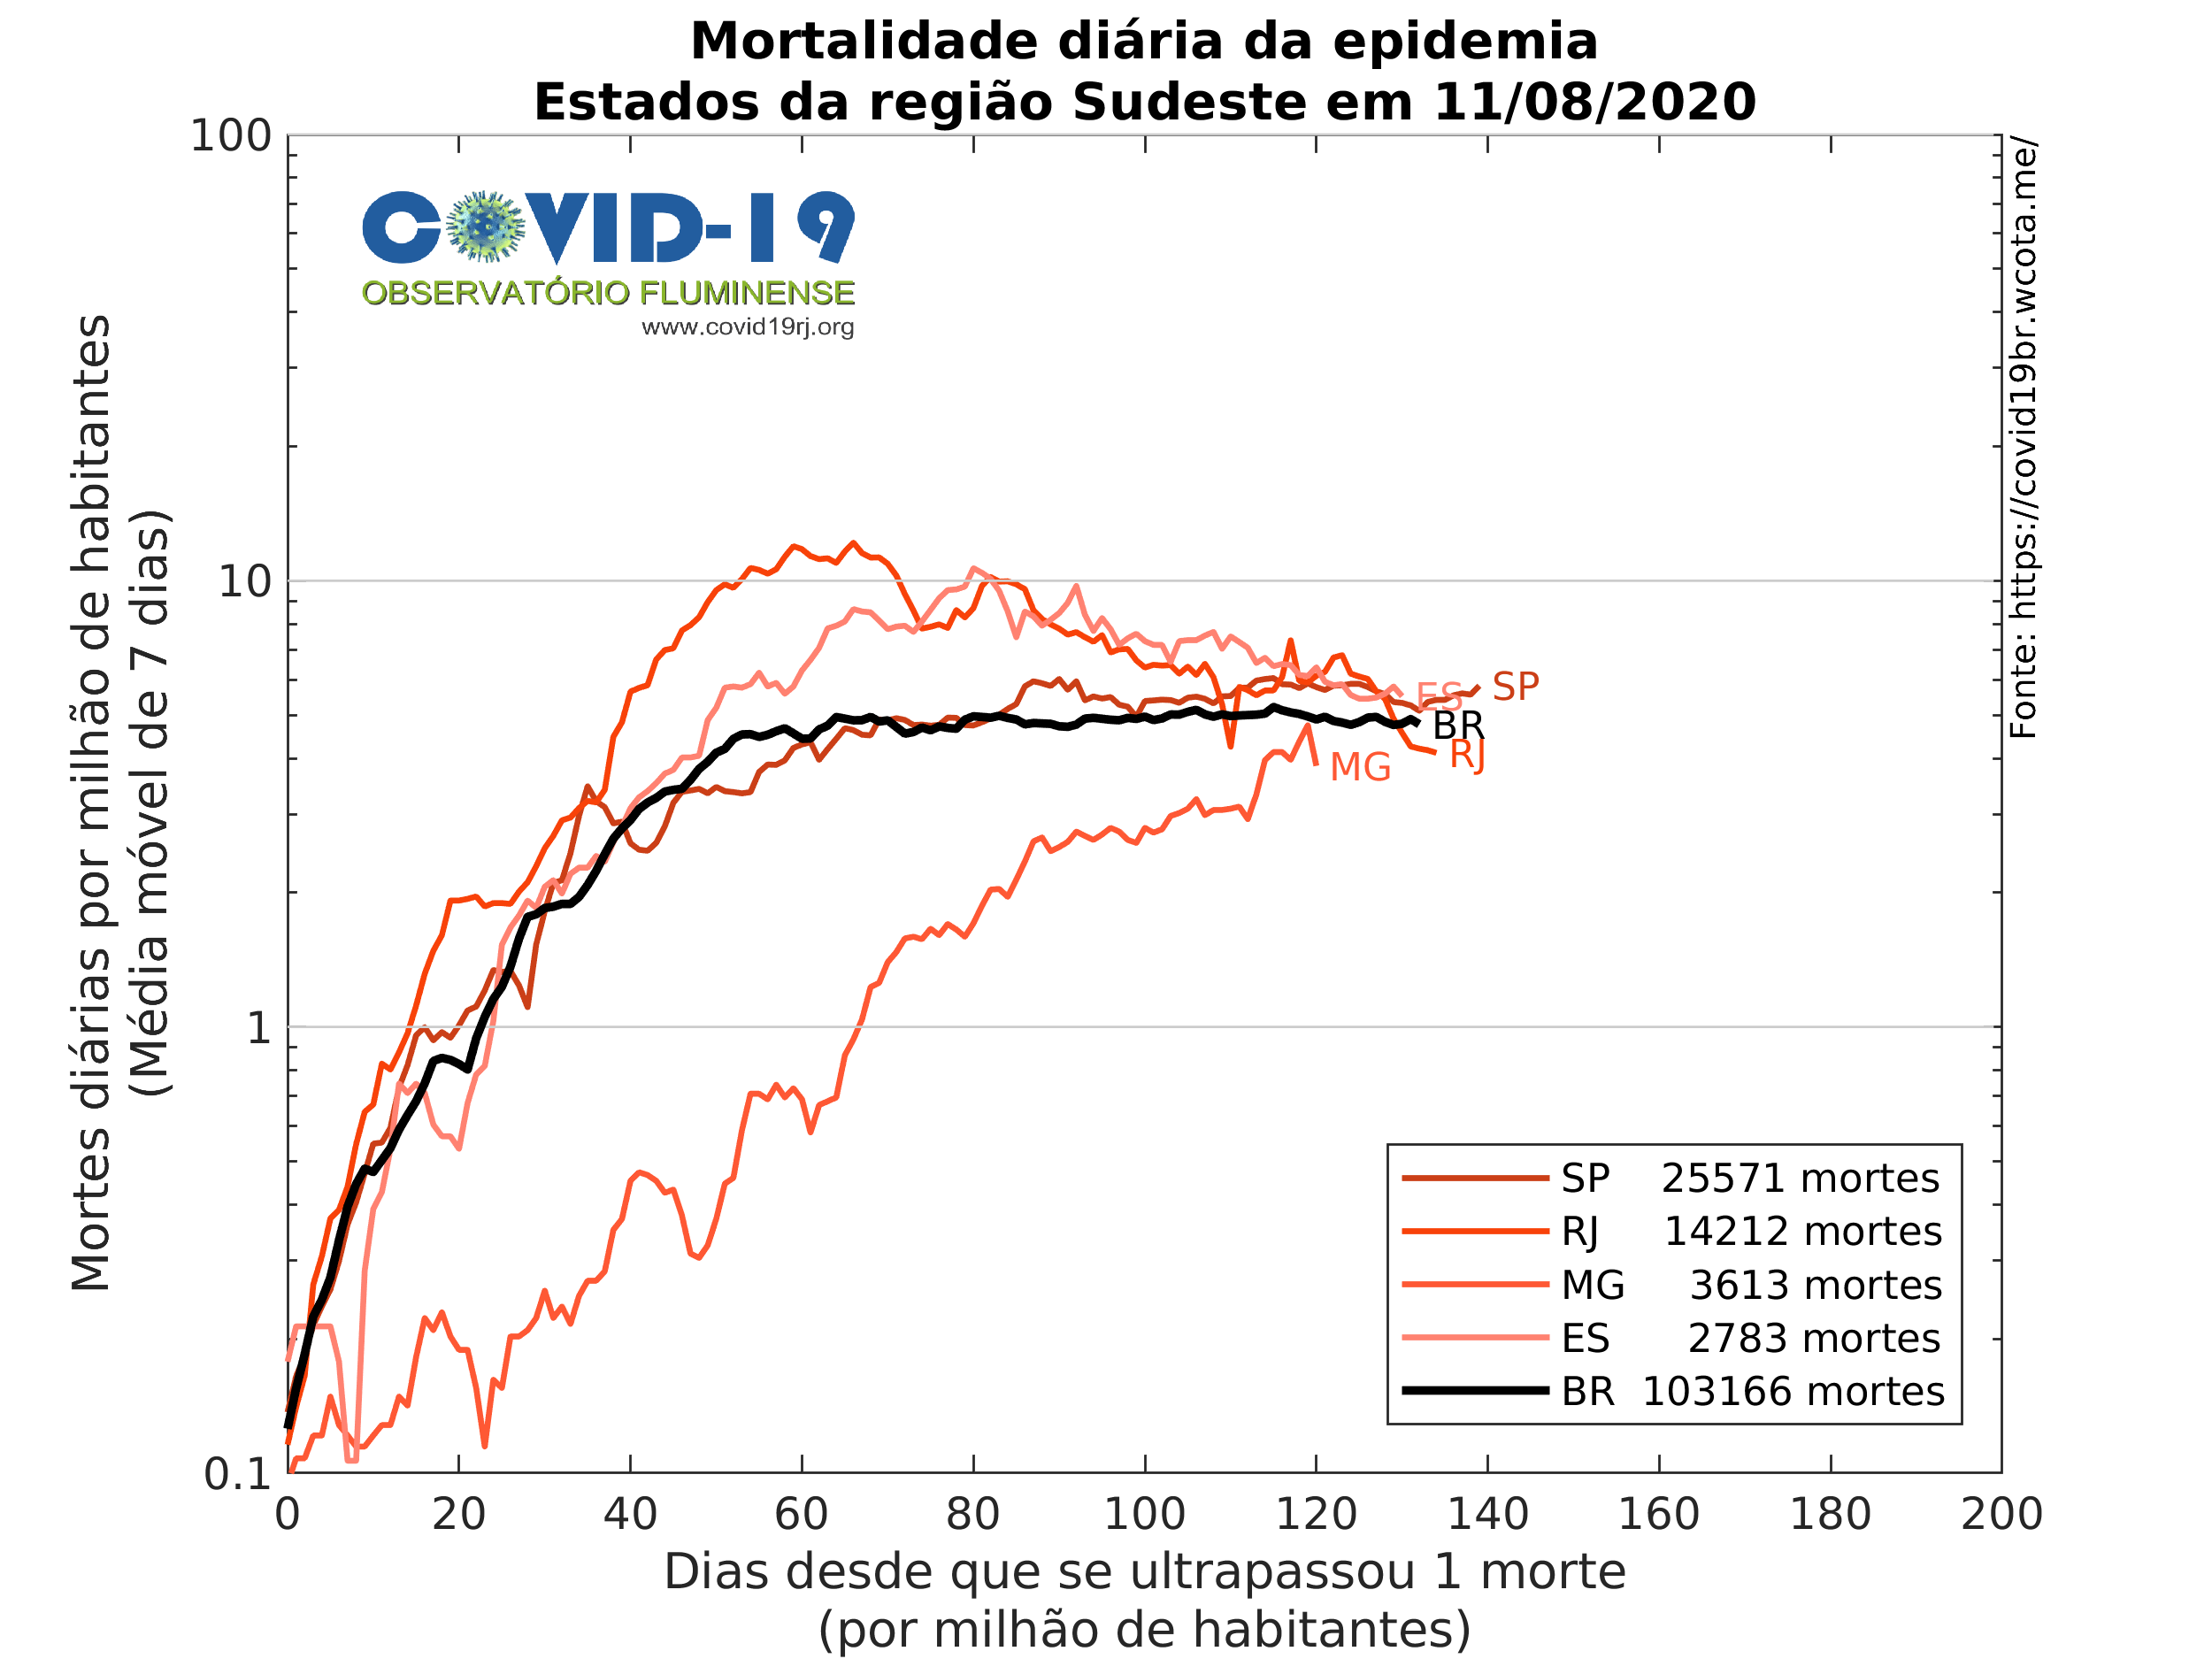 Mortalidade diária da epidemia
Estados da região Sudeste em 11/08/2020
COVID-19
OBSERVATÓRIO FLUMINENSE
www.covid19rj.org
Fonte: https://covid19br.wcota.me/
Mortes diárias por milhão de habitantes
(Média móvel de 7 dias)
100
10
1
0.1
SP
ES
BR
RJ
MG
SP 25571 mortes
RJ 14212 mortes
MG 3613 mortes
ES 2783 mortes
BR 103166 mortes
0 20 40 60 80 100 120 140 160 180 200
Dias desde que se ultrapassou 1 morte
(por milhão de habitantes)